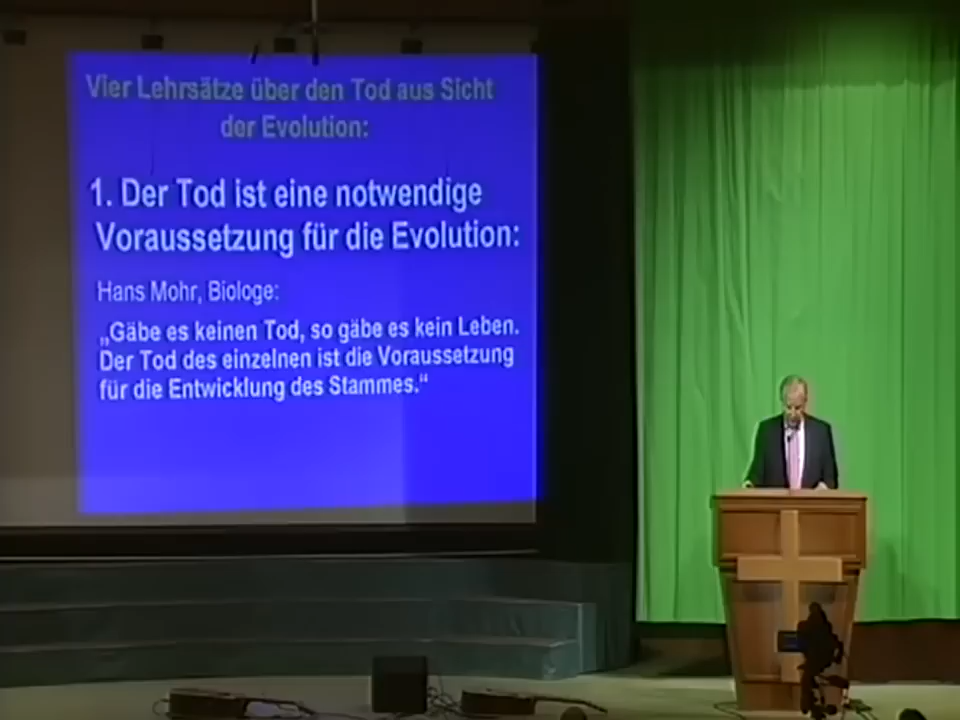 Vier Lehrsätze über den Tod aus Sicht
der Evolution:
1. Der Tod ist eine notwendige
Voraussetzung für die Evolution:
Hans Mohr, Biologe:
„Gäbe es keinen Tod, so gäbe es kein Leben.
Der Tod des einzelnen ist die Voraussetzung
für die Entwicklung des Stammes.“